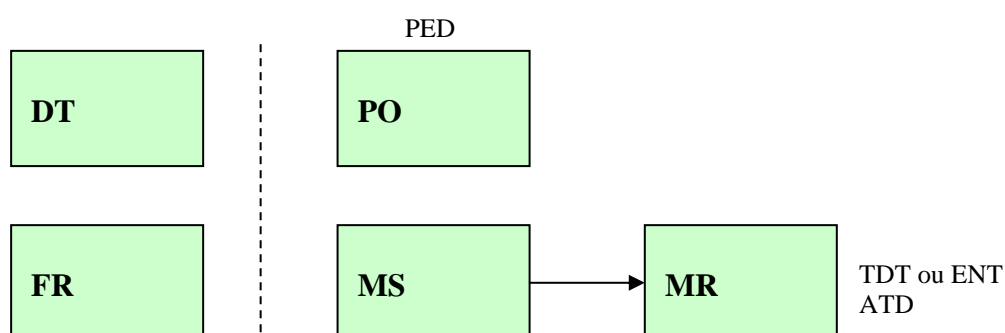 PED
DT
PO
FR
MS
MR
TDT ou ENT
ATD